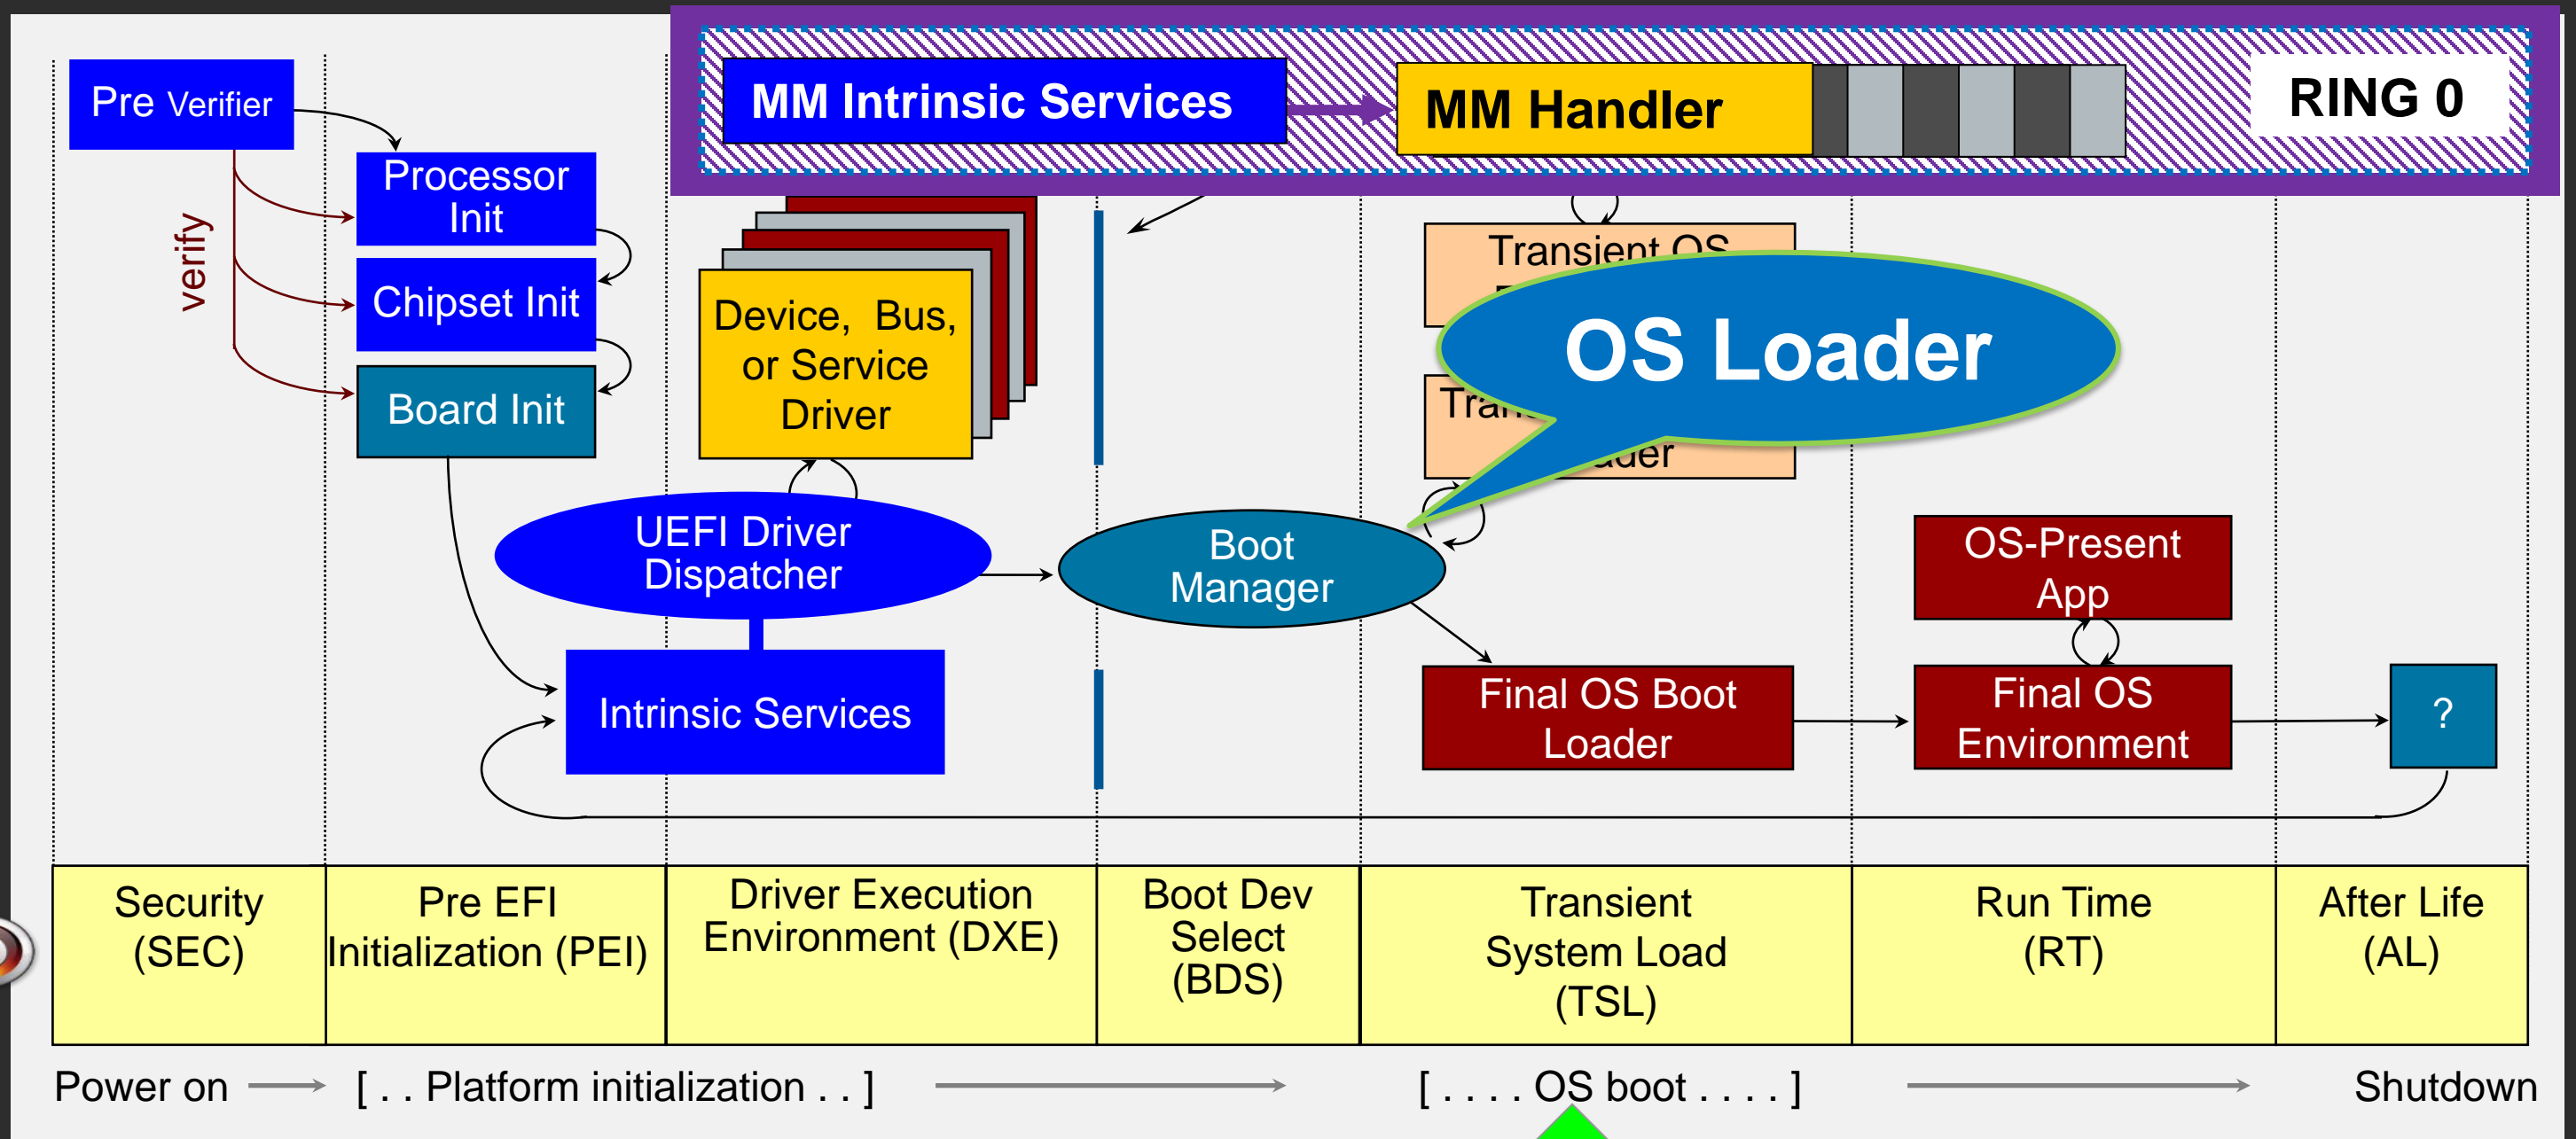 Pre Verifier
MM Intrinsic Services
MM Handler
RING 0
verify
Processor
Init
Chipset Init
Board Init
Device, Bus,
or Service
Driver
Transient OS
OS Loader
UEFI Driver
Dispatcher
Boot
Manager
Intrinsic Services
OS-Present
App
Final OS Boot
Loader
Final OS
Environment
?
Security
(SEC)
Pre EFI
Initialization (PEI)
Driver Execution
Environment (DXE)
Boot Dev
Select
(BDS)
Transient
System Load
(TSL)
Run Time
(RT)
After Life
(AL)
Power on
[ . . Platform initialization . . ]
[ . . . . OS boot . . . . ]
Shutdown